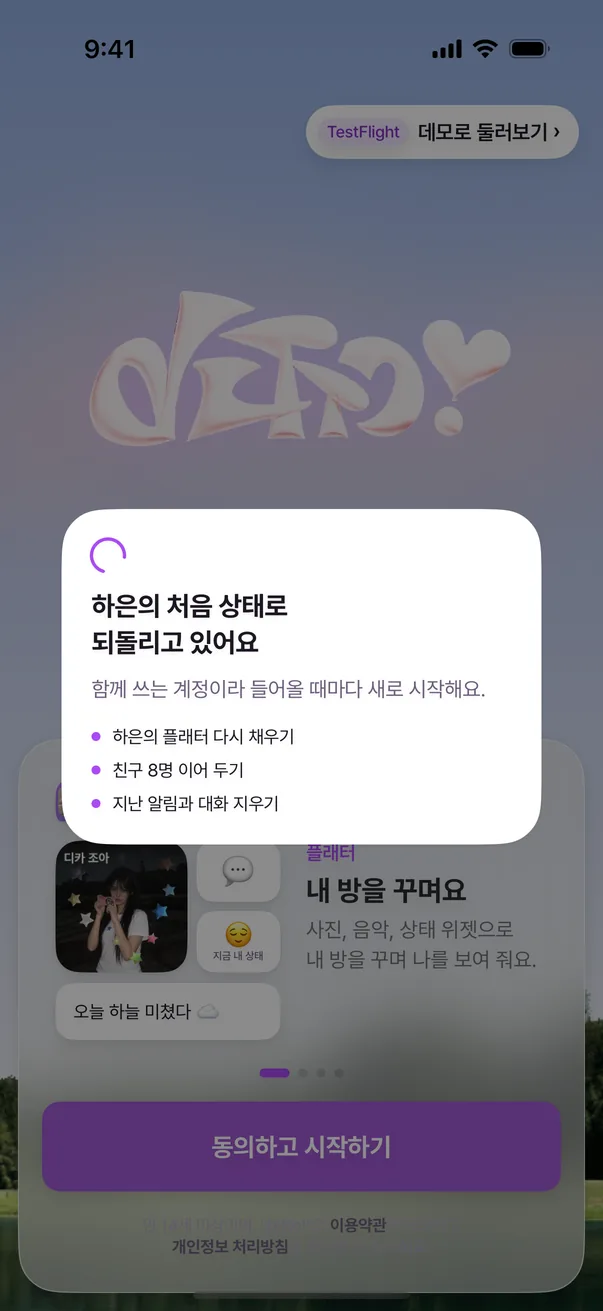 9:41
TestFlight 데모로 둘러보기 ›
하은의 처음 상태로
되돌리고 있어요
함께 쓰는 계정이라 들어올 때마다 새로 시작해요.
하은의 플래터 다시 채우기
친구 8명 이어 두기
지난 알림과 대화 지우기
디카 조아
지금 내 상태
오늘 하늘 미쳤다
플래터
내 방을 꾸며요
사진, 음악, 상태 위젯으로
내 방을 꾸며 나를 보여 줘요.
동의하고 시작하기
이용약관
개인정보 처리방침